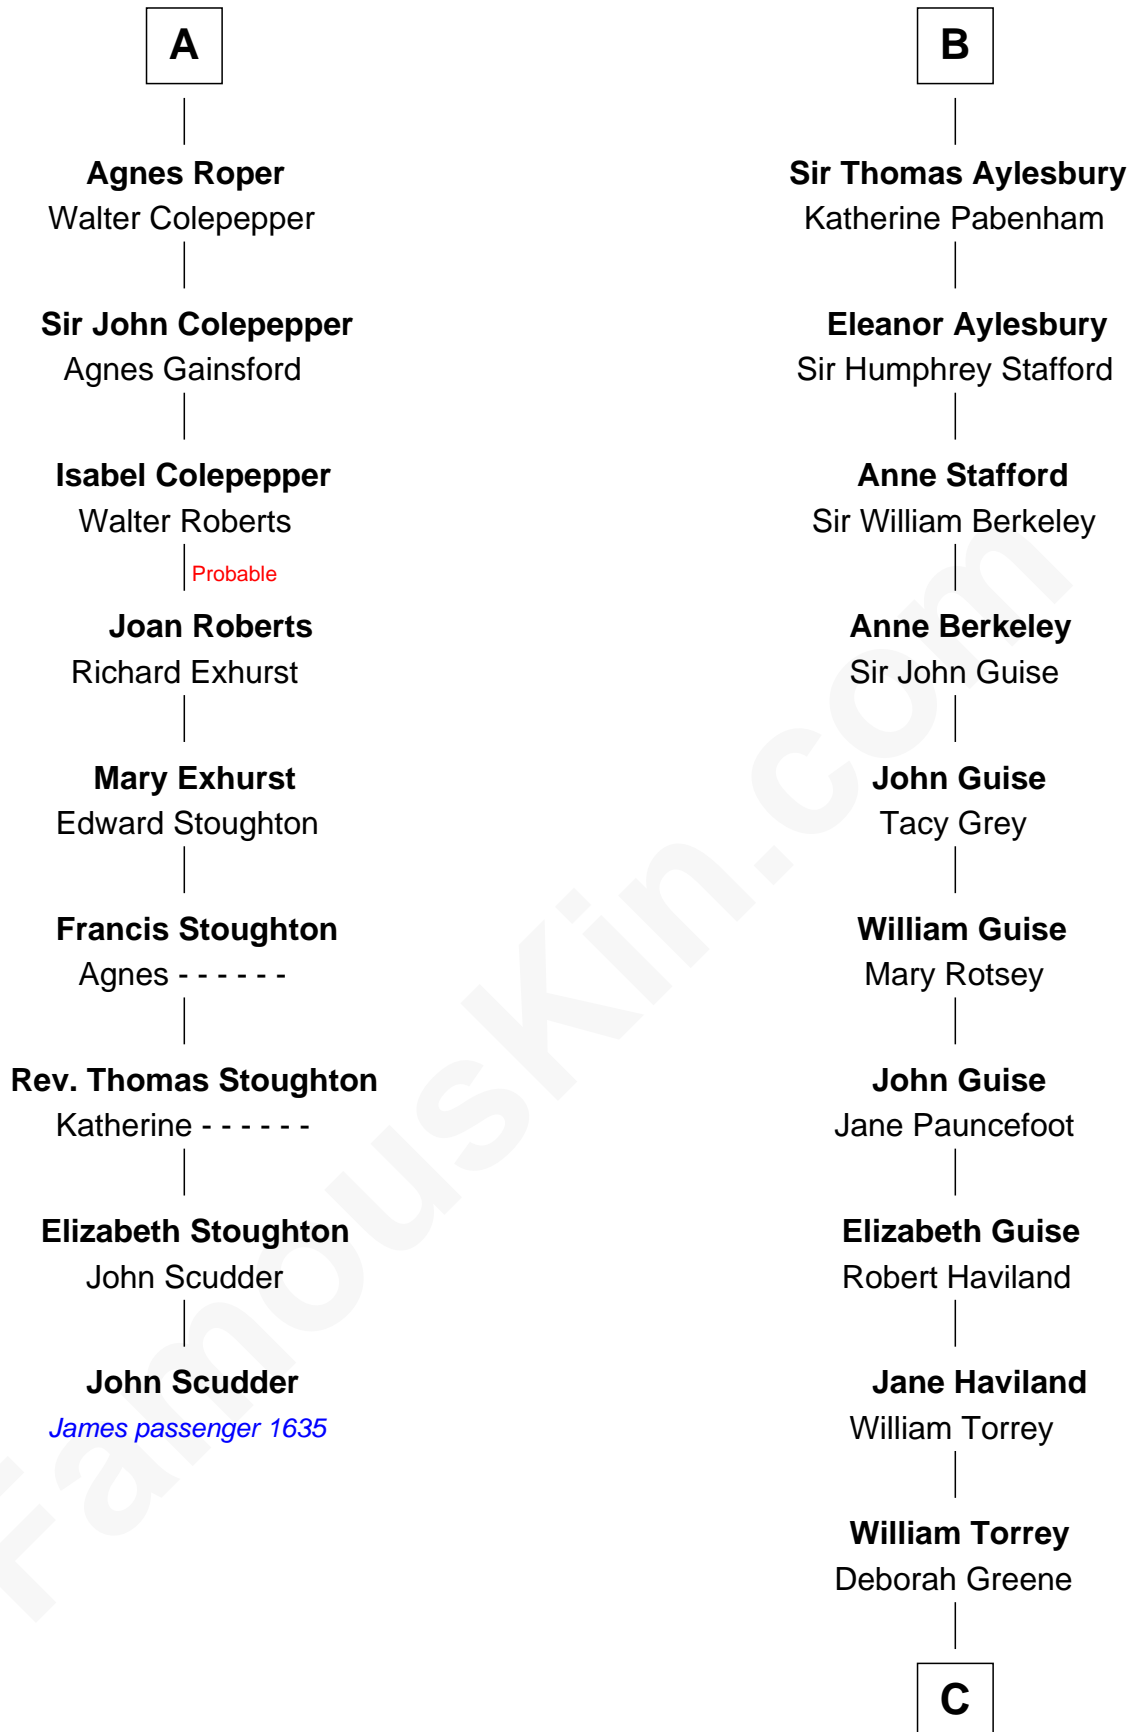 A
Agnes Roper
Walter Colepepper
Sir John Colepepper
Agnes Gainsford
Isabel Colepepper
Walter Roberts
Probable
Joan Roberts
Richard Exhurst
Mary Exhurst
Edward Stoughton
Francis Stoughton
Agnes - - - - - -
Rev. Thomas Stoughton
Katherine - - - - - -
Elizabeth Stoughton
John Scudder
John Scudder
James passenger 1635
B
Sir Thomas Aylesbury
Katherine Pabenham
Eleanor Aylesbury
Sir Humphrey Stafford
Anne Stafford
Sir William Berkeley
Anne Berkeley
Sir John Guise
John Guise
Tacy Grey
William Guise
Mary Rotsey
John Guise
Jane Pauncefoot
Elizabeth Guise
Robert Haviland
Jane Haviland
William Torrey
William Torrey
Deborah Greene
C
FamousKin.com